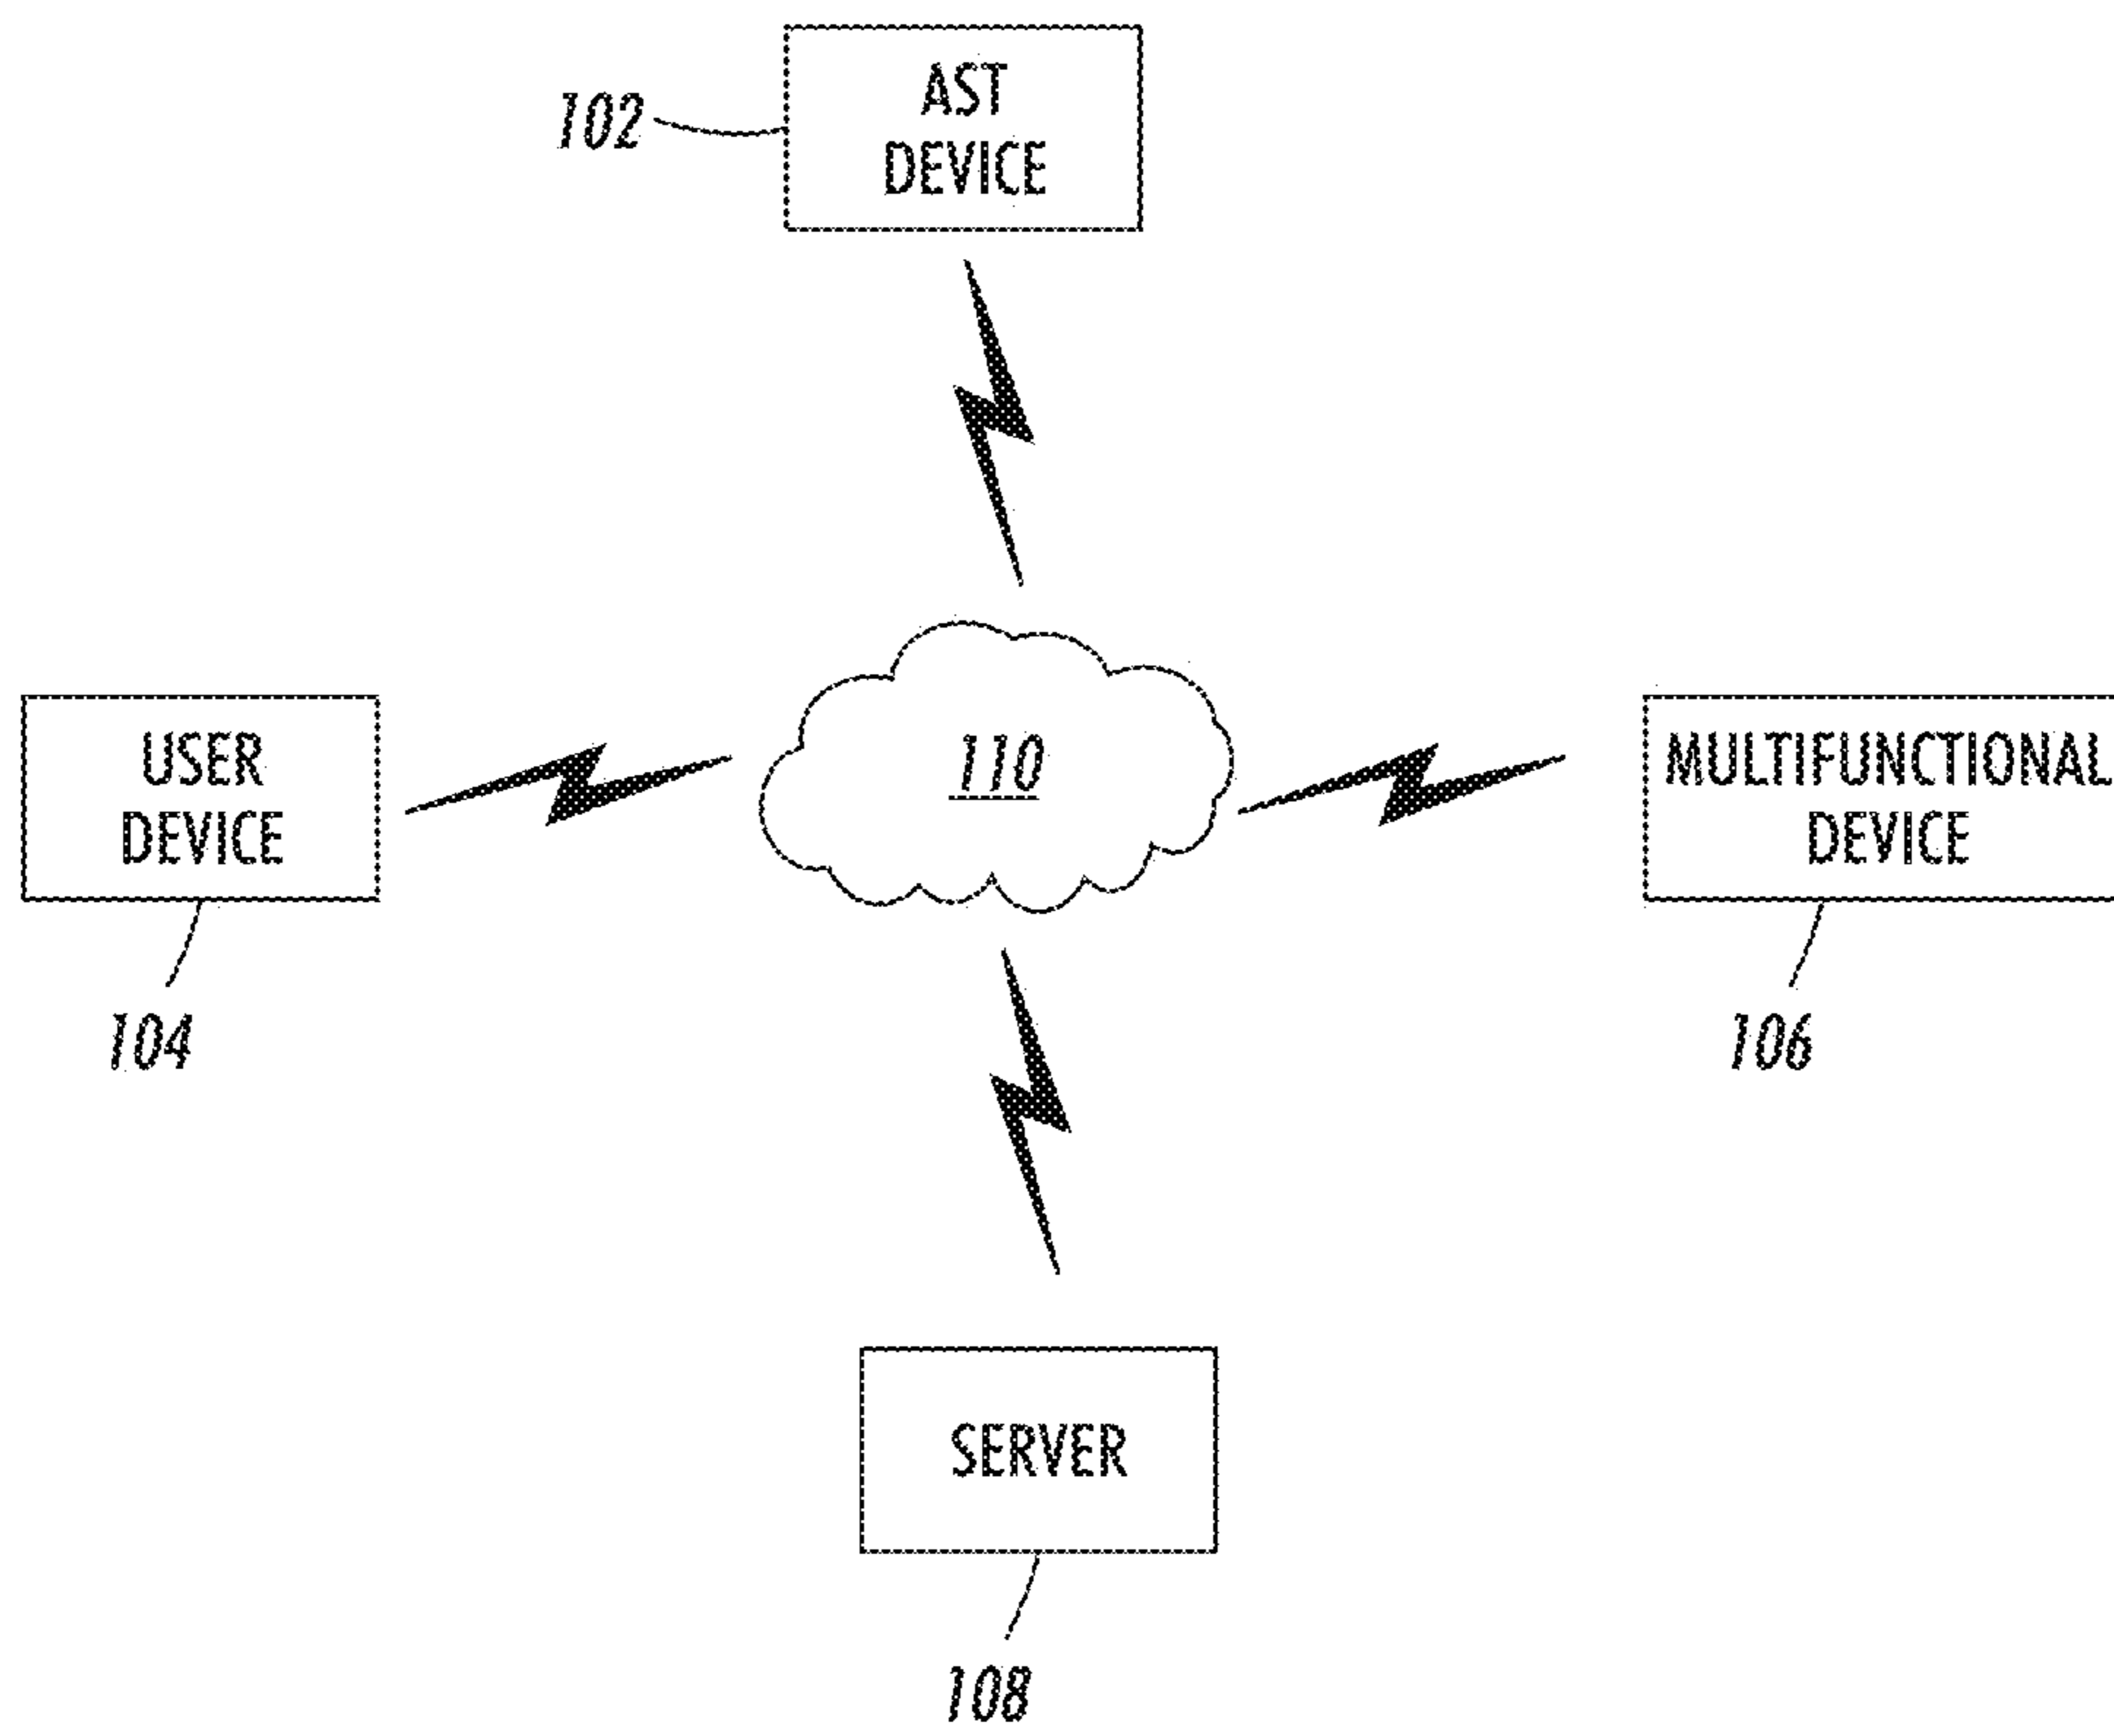 AST
DEVICE
102
110
USER
DEVICE
MULTIFUNCTIONAL
DEVICE
104
106
SERVER
108